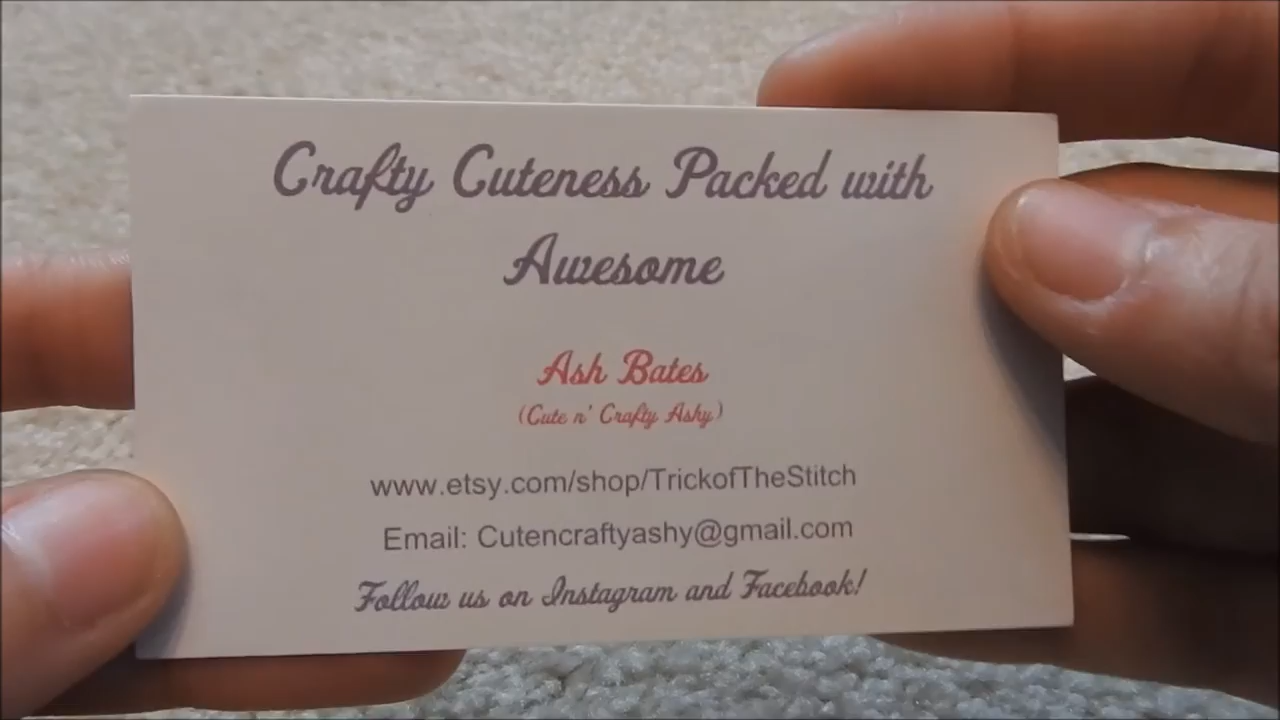 Crafty Cuteness Packed with
Awesome
Ash Bates
(Cute n' Crafty Ashy)
www.etsy.com/shop/TrickofTheStitch
Email: Cutencraftyashy@gmail.com
Follow us on Instagram and Facebook!